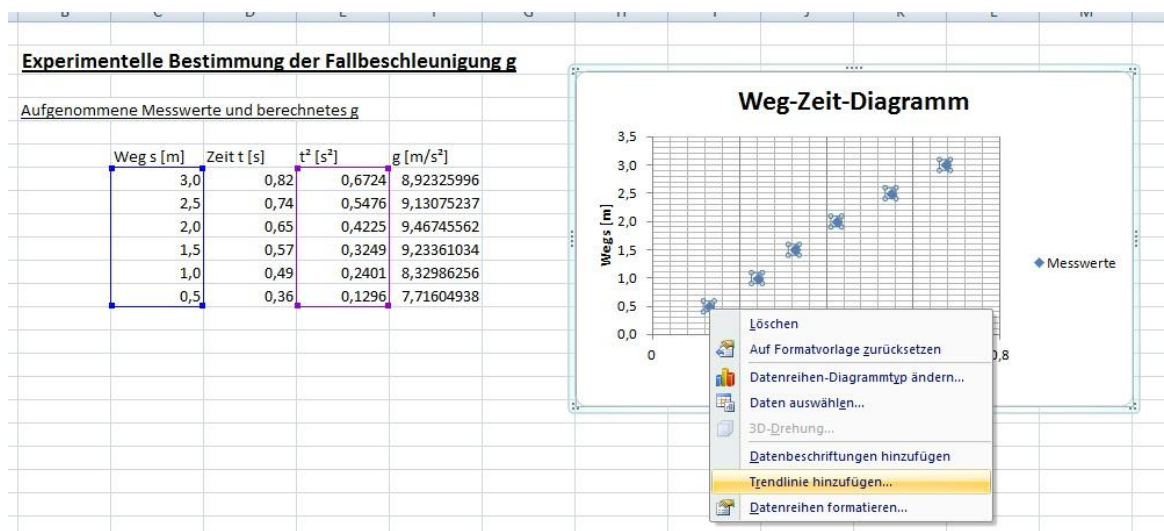 B C D E F G H I J K L M
Experimentelle Bestimmung der Fallbeschleunigung g
Aufgenommene Messwerte und berechnetes g
Weg s [m] Zeit t [s] t² [s²] g [m/s²]
3,0 0,82 0,6724 8,92325996
2,5 0,74 0,5476 9,13075237
2,0 0,65 0,4225 9,46745562
1,5 0,57 0,3249 9,23361034
1,0 0,49 0,2401 8,32986256
0,5 0,36 0,1296 7,71604938
Weg-Zeit-Diagramm
3,5
3,0
2,5
2,0
1,5
1,0
0,5
0,0
Weg s [m]
0 0,8
Messwerte
Löschen
Auf Formatvorlage zurücksetzen
Datenreihen-Diagrammtyp ändern...
Daten auswählen...
3D-Drehung...
Datenbeschriftungen hinzufügen
Trendlinie hinzufügen...
Datenreihen formatieren...